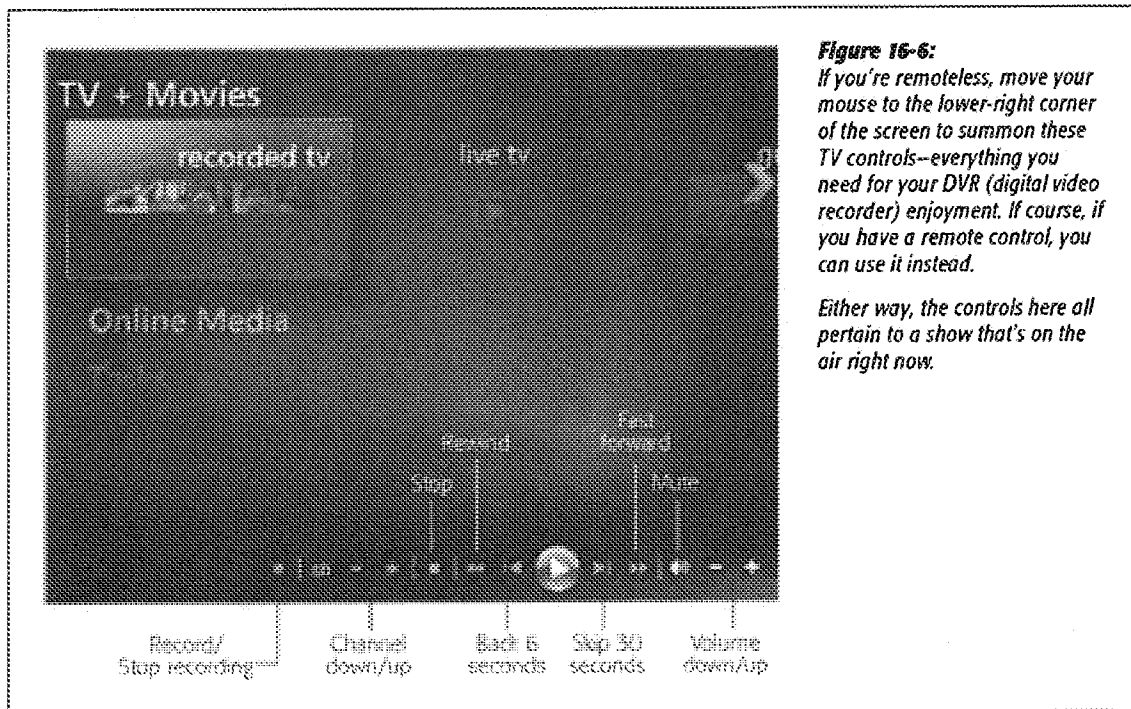 TV + Movies
recorded tv
live tv
Online Media
Rewind
Fast
forward
Stop
Mute
Record/
Stop recording
Channel
down/up
Back 6
seconds
Skip 30
seconds
Volume
down/up
Figure 16-6:
If you're remoteless, move your
mouse to the lower-right corner
of the screen to summon these
TV controls—everything you
need for your DVR (digital video
recorder) enjoyment. If course, if
you have a remote control, you
can use it instead.
Either way, the controls here all
pertain to a show that's on the
air right now.